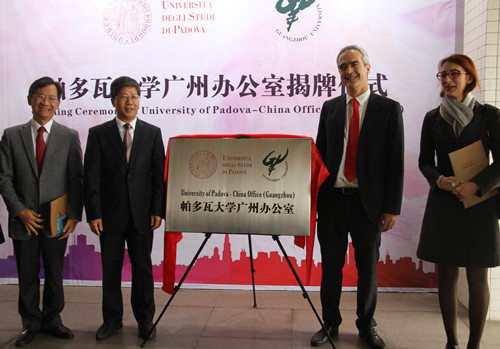 UNIVERSITÀ
DEGLI STUDI
DI PADOVA
GUANGZHOU UNIVERSITY
帕多瓦大学广州办公室揭牌仪式
ing Ceremo
University of Padova-China Office
UNIVERSITÀ
DEGLI STUDI
DI PADOVA
University of Padova - China Office (Guangzhou)
帕多瓦大学广州办公室